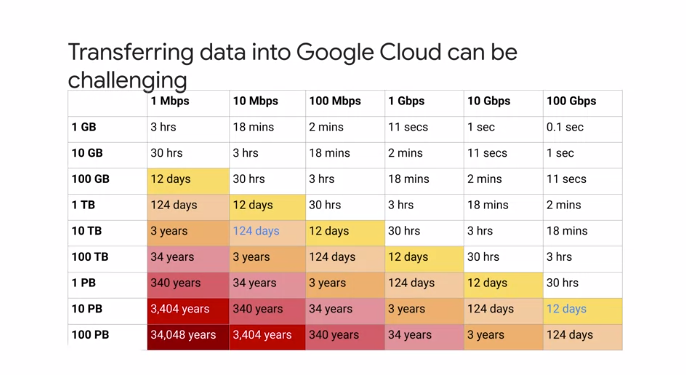 Transferring data into Google Cloud can be
challenging
1 Mbps 10 Mbps 100 Mbps 1 Gbps 10 Gbps 100 Gbps
1 GB 3 hrs 18 mins 2 mins 11 secs 1 sec 0.1 sec
10 GB 30 hrs 3 hrs 18 mins 2 mins 11 secs 1 sec
100 GB 12 days 30 hrs 3 hrs 18 mins 2 mins 11 secs
1 TB 124 days 12 days 30 hrs 3 hrs 18 mins 2 mins
10 TB 3 years 124 days 12 days 30 hrs 3 hrs 18 mins
100 TB 34 years 3 years 124 days 12 days 30 hrs 3 hrs
1 PB 340 years 34 years 3 years 124 days 12 days 30 hrs
10 PB 3,404 years 340 years 34 years 3 years 124 days 12 days
100 PB 34,048 years 3,404 years 340 years 34 years 3 years 124 days